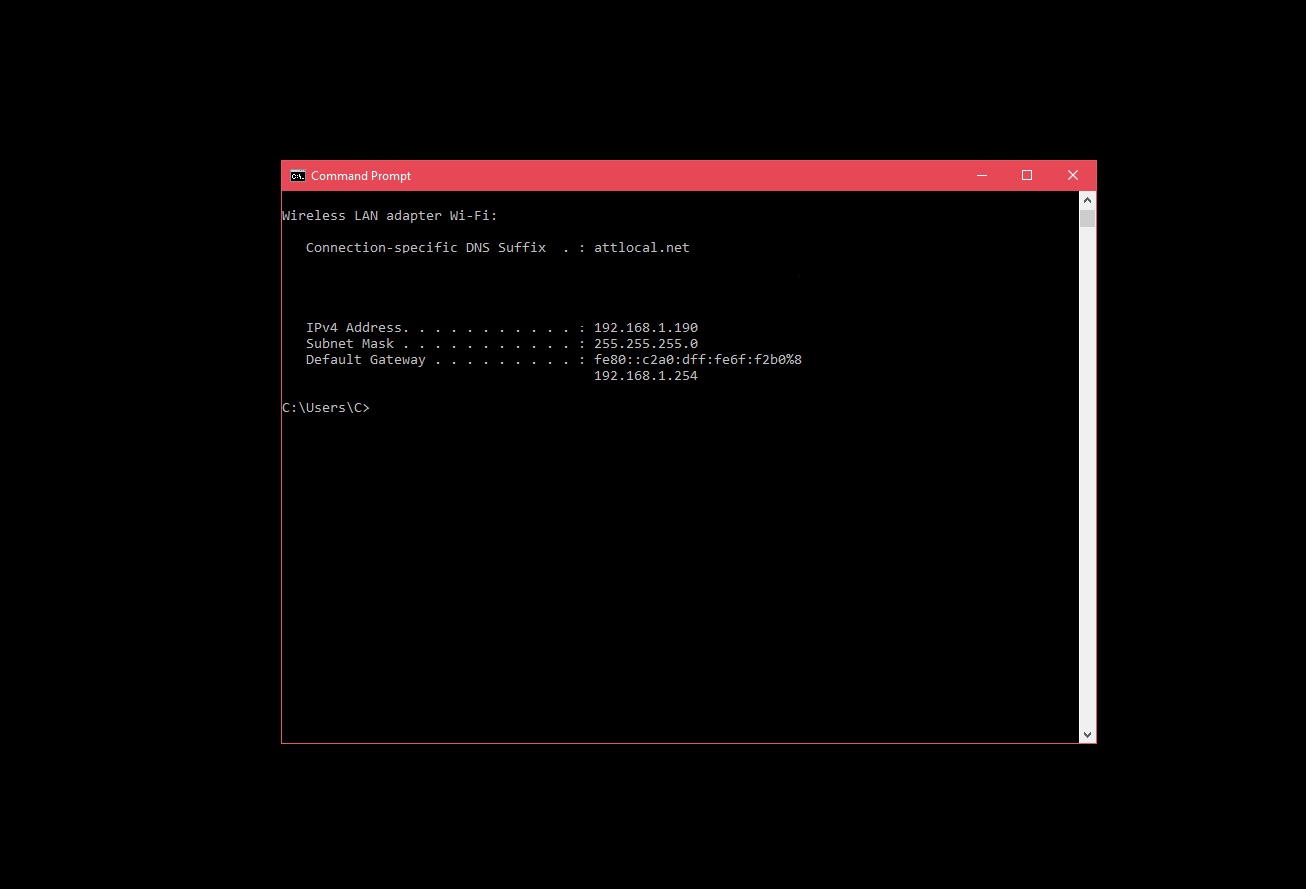 Command Prompt
Wireless LAN adapter Wi-Fi:
Connection-specific DNS Suffix  . : attlocal.net
IPv4 Address. . . . . . . . . . . : 192.168.1.190
Subnet Mask . . . . . . . . . . . : 255.255.255.0
Default Gateway . . . . . . . . . : fe80::c2a0:dff:fe6f:f2b0%8
192.168.1.254
C:\Users\C>